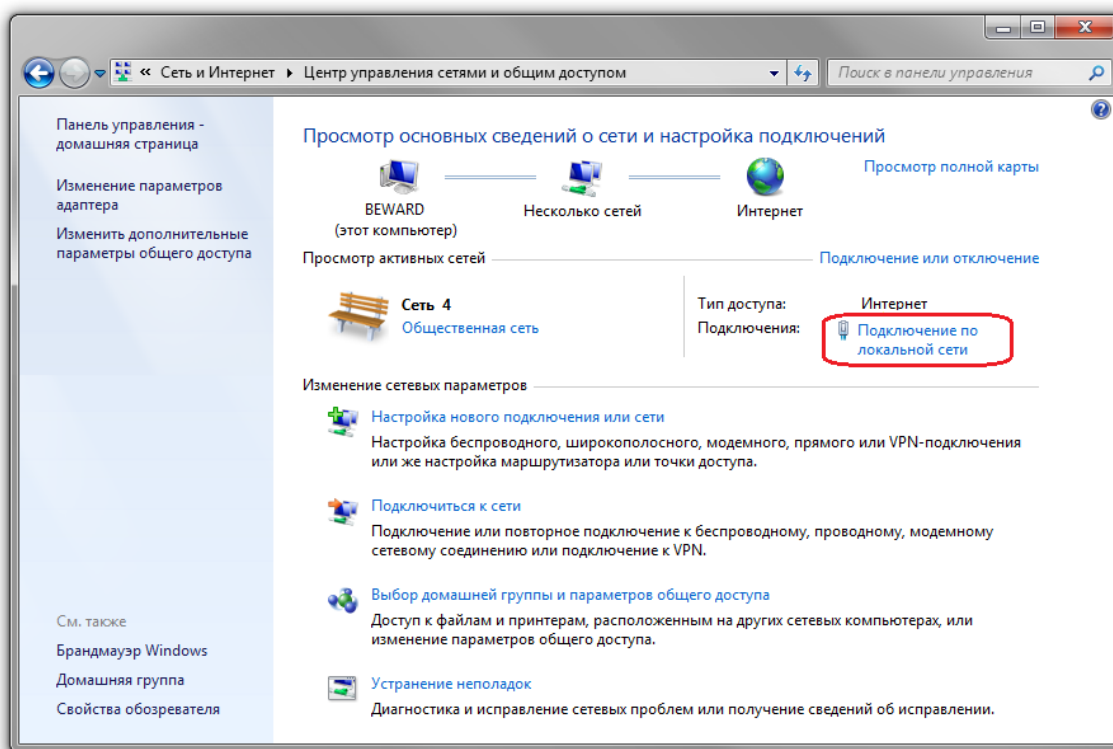 « Сеть и Интернет Центр управления сетями и общим доступом
Поиск в панели управления
Панель управления -
домашняя страница
Изменение параметров
адаптера
Изменить дополнительные
параметры общего доступа
Просмотр основных сведений о сети и настройка подключений
BEWARD
(этот компьютер)
Несколько сетей
Интернет
Просмотр полной карты
Просмотр активных сетей
Подключение или отключение
Сеть 4
Общественная сеть
Тип доступа: Интернет
Подключения: Подключение по
локальной сети
Изменение сетевых параметров
Настройка нового подключения или сети
Настройка беспроводного, широкополосного, модемного, прямого или VPN-подключения
или же настройка маршрутизатора или точки доступа.
Подключиться к сети
Подключение или повторное подключение к беспроводному, проводному, модемному
сетевому соединению или подключение к VPN.
Выбор домашней группы и параметров общего доступа
Доступ к файлам и принтерам, расположенным на других сетевых компьютерах, или
изменение параметров общего доступа.
Устранение неполадок
Диагностика и исправление сетевых проблем или получение сведений об исправлении.
См. также
Брандмауэр Windows
Домашняя группа
Свойства обозревателя